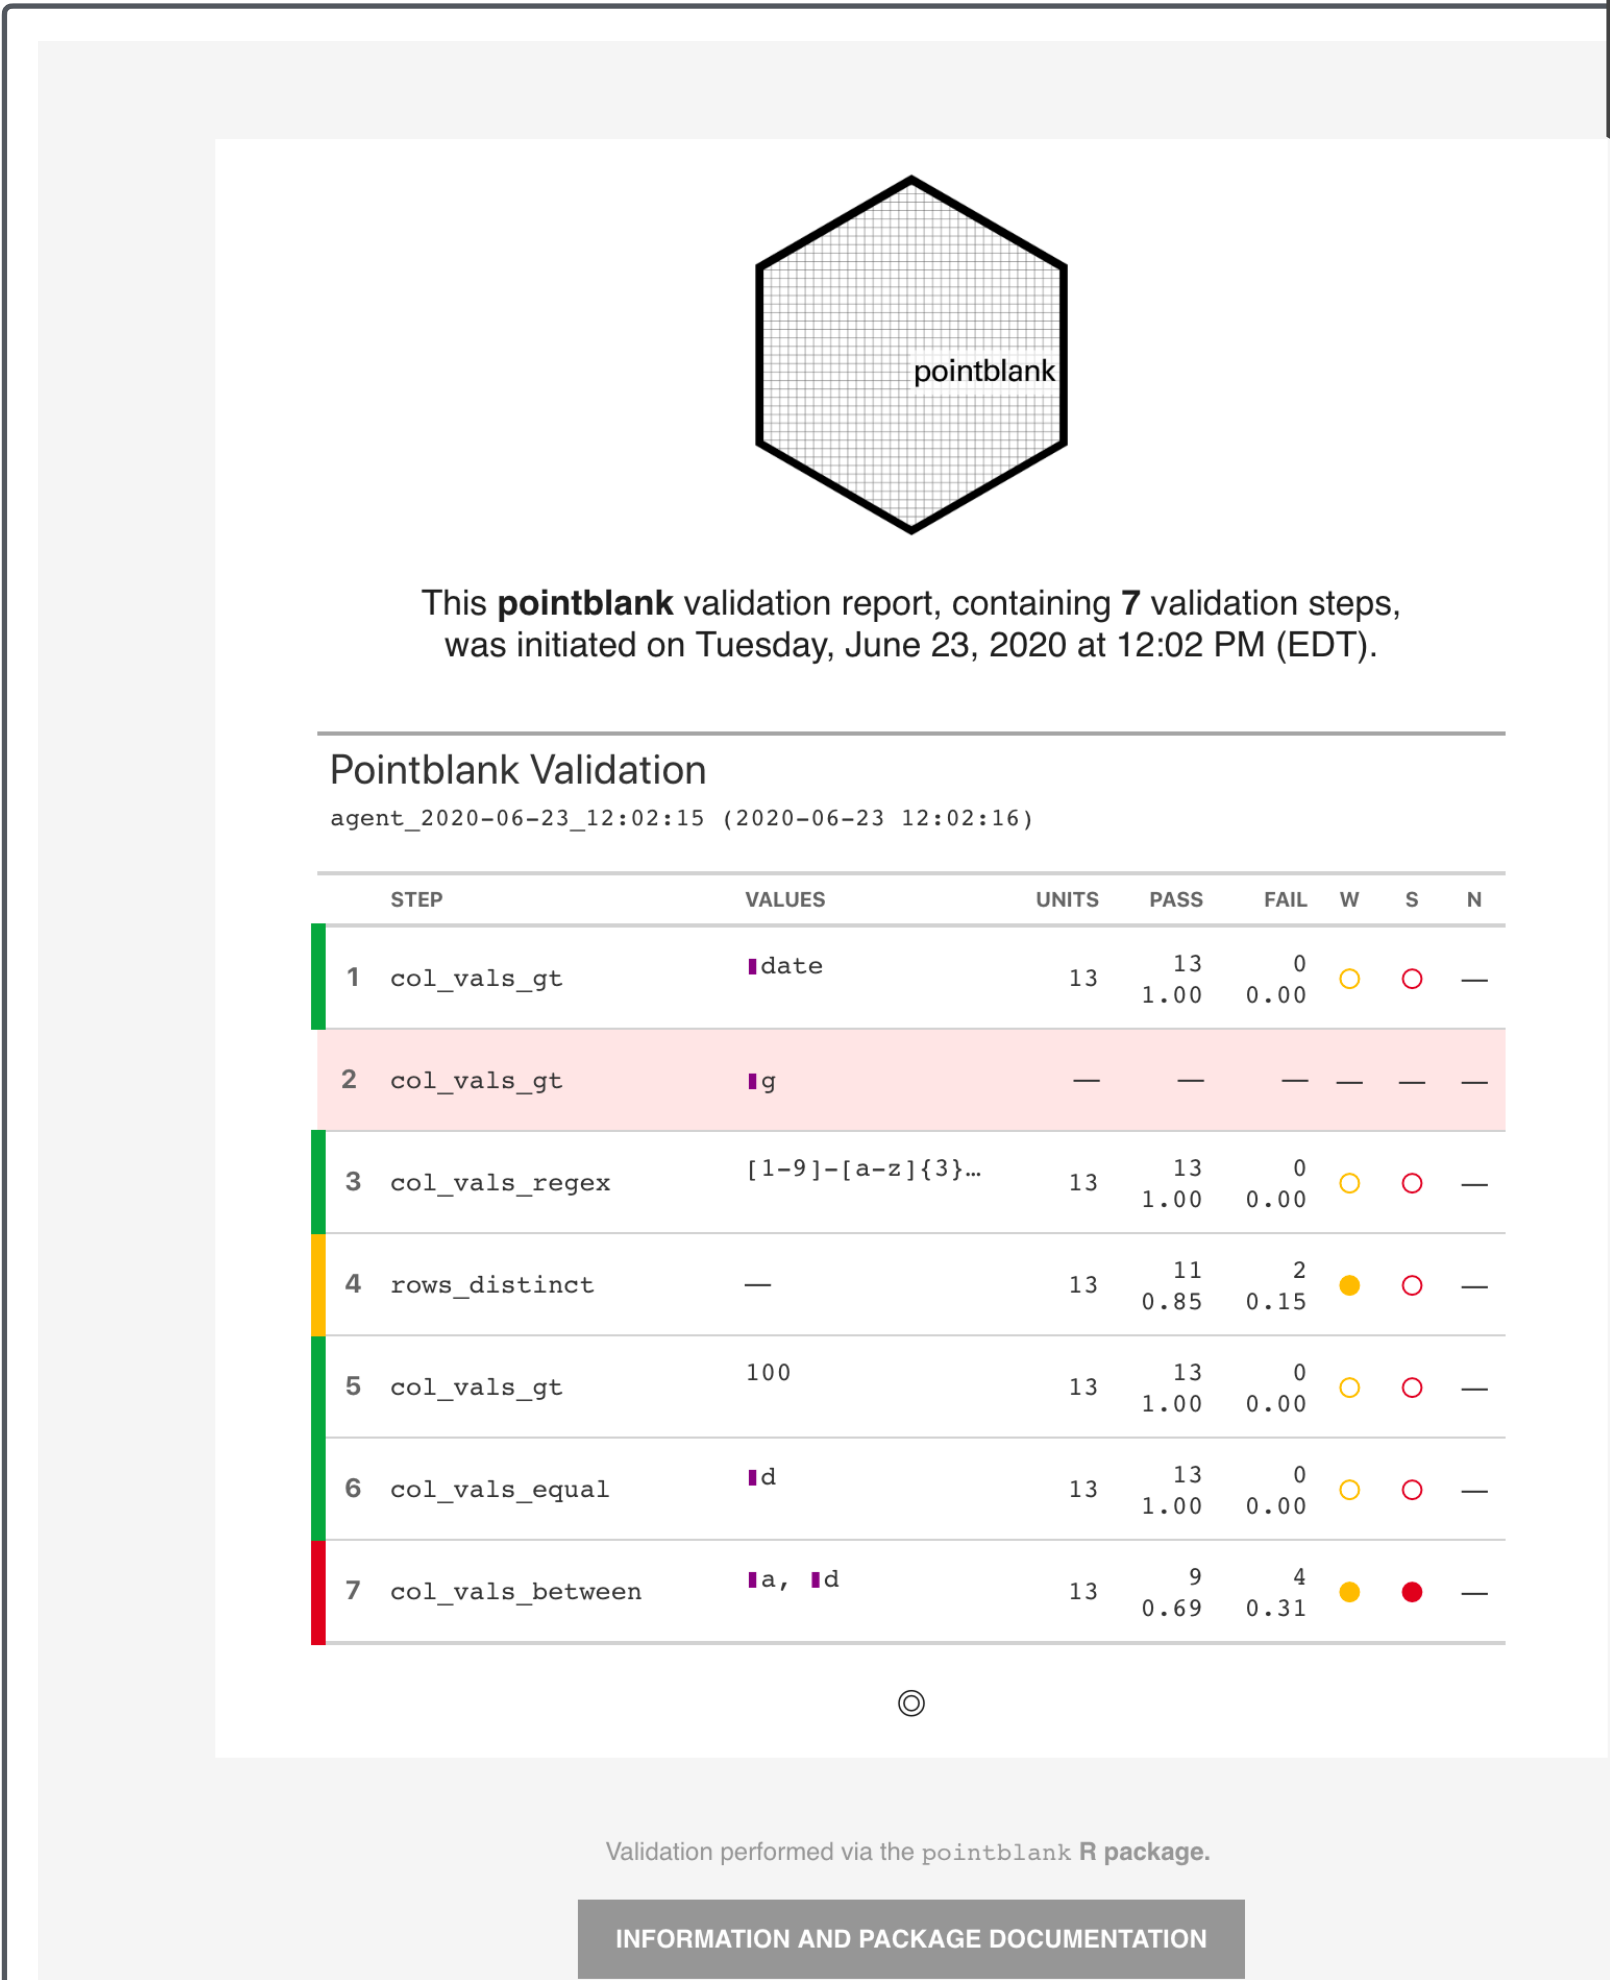 pointblank
This pointblank validation report, containing 7 validation steps,
was initiated on Tuesday, June 23, 2020 at 12:02 PM (EDT).
Pointblank Validation
agent_2020-06-23_12:02:15 (2020-06-23 12:02:16)
STEP VALUES UNITS PASS FAIL W S N
1 col_vals_gt date 13 13 1.00 0 0.00 —
2 col_vals_gt g — — — — — —
3 col_vals_regex [1-9]-[a-z]{3}… 13 13 1.00 0 0.00 —
4 rows_distinct — 13 11 0.85 2 0.15 —
5 col_vals_gt 100 13 13 1.00 0 0.00 —
6 col_vals_equal d 13 13 1.00 0 0.00 —
7 col_vals_between a, d 13 9 0.69 4 0.31 —
Validation performed via the pointblank R package.
INFORMATION AND PACKAGE DOCUMENTATION